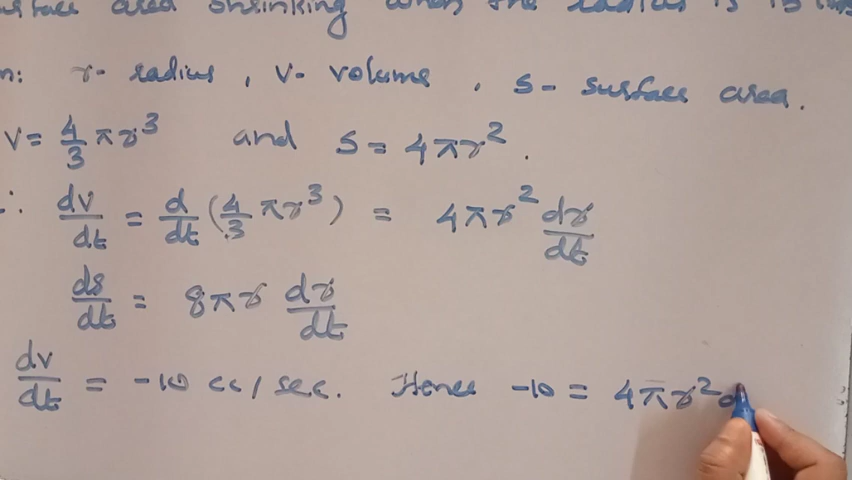 surface area shrinking when the radius is 15 cms
n: r- radius, V- volume, S- surface area.
V = 4/3 πr³ and S = 4πr².
∴ dV/dt = d/dt (4/3 πr³) = 4πr² dr/dt
ds/dt = 8πr dr/dt
dV/dt = -10 cc/sec. Hence -10 = 4πr² d